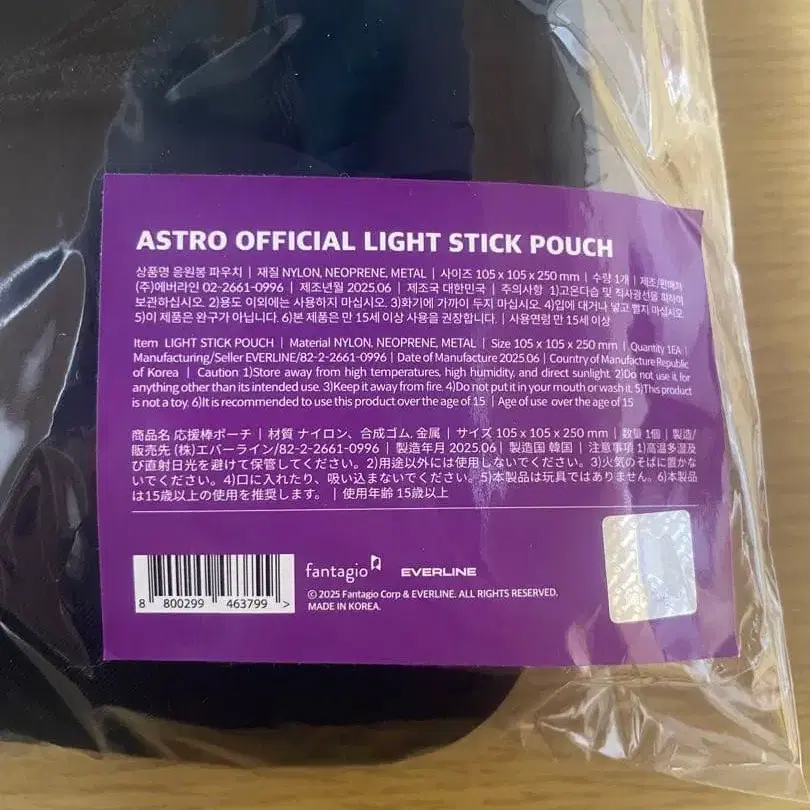 ASTRO OFFICIAL LIGHT STICK POUCH
상품명 응원봉 파우치 | 재질 NYLON, NEOPRENE, METAL | 사이즈 105 x 105 x 250 mm | 수량 1개 | 제조/판매처
(주)에버라인 02-2661-0996 | 제조년월 2025.06 | 제조국 대한민국 | 주의사항 1)고온다습 및 직사광선을 피하여
보관하십시오. 2)용도 이외에는 사용하지 마십시오. 3)화기에 가까이 두지 마십시오. 4)입에 대거나 넣고 빨지 마십시오.
5)이 제품은 완구가 아닙니다. 6)본 제품은 만 15세 이상 사용을 권장합니다. | 사용연령 만 15세 이상
Item LIGHT STICK POUCH | Material NYLON, NEOPRENE, METAL | Size 105 x 105 x 250 mm | Quantity 1EA |
Manufacturing/Seller EVERLINE/82-2-2661-0996 | Date of Manufacture 2025.06 | Country of Manufacture Republic
of Korea | Caution 1)Store away from high temperatures, high humidity, and direct sunlight. 2)Do not use it for
anything other than its intended use. 3)Keep it away from fire. 4)Do not put it in your mouth or wash it. 5)This product
is not a toy. 6)It is recommended to use this product over the age of 15 | Age of use over the age of 15
商品名 応援棒ポーチ | 材質 ナイロン、合成ゴム, 金属 | サイズ 105 x 105 x 250 mm | 数量 1個 | 製造/
販売先 (株)エバーライン/82-2-2661-0996 | 製造年月 2025.06 | 製造国 韓国 | 注意事項 1)高温多湿及
び直射日光を避けて保管してください。2)用途以外には使用しないでください。3)火気のそばに置かな
いでください。4)口に入れたり、吸い込まないでください。5)本製品は玩具ではありません。6)本製品
は15歳以上の使用を推奨します。 | 使用年齢 15歳以上
8 800299 463799 >
fantagio EVERLINE
© 2025 Fantagio Corp & EVERLINE. ALL RIGHTS RESERVED.
MADE IN KOREA.